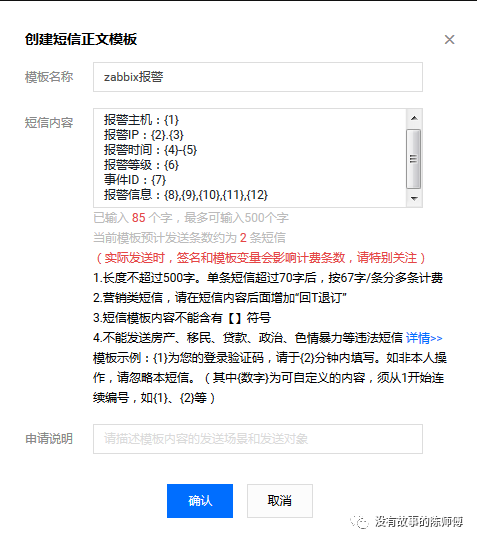 创建短信正文模板
模板名称
zabbix报警
短信内容
报警主机：{1}
报警IP：{2}.{3}
报警时间：{4}-{5}
报警等级：{6}
事件ID：{7}
报警信息：{8},{9},{10},{11},{12}
已输入 85 个字，最多可输入500个字
当前模板预计发送条数约为 2 条短信
（实际发送时，签名和模板变量会影响计费条数，请特别关注）
1.长度不超过500字。单条短信超过70字后，按67字/条分多条计费
2.营销类短信，请在短信内容后面增加“回T退订”
3.短信模板内容不能含有【 】符号
4.不能发送房产、移民、贷款、政治、色情暴力等违法短信 详情>>
模板示例：{1}为您的登录验证码，请于{2}分钟内填写。如非本人操
作，请忽略本短信。（其中{数字}为可自定义的内容，须从1开始连
续编号，如{1}、{2}等）
申请说明
请描述模板内容的发送场景和发送对象
确认
取消
没有故事的陈师傅